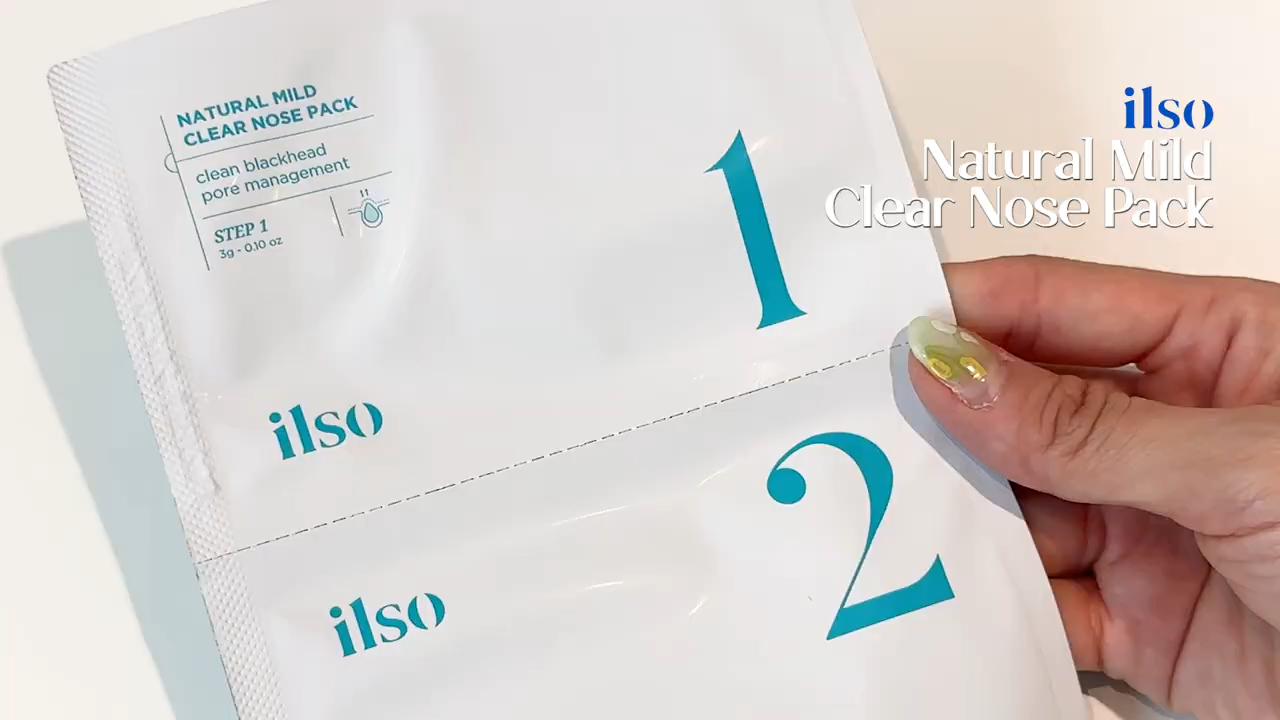 NATURAL MILD
CLEAR NOSE PACK
clean blackhead
pore management
STEP 1
3g - 0.10 oz
1
ilso
2
ilso
ilso
Natural Mild
Clear Nose Pack